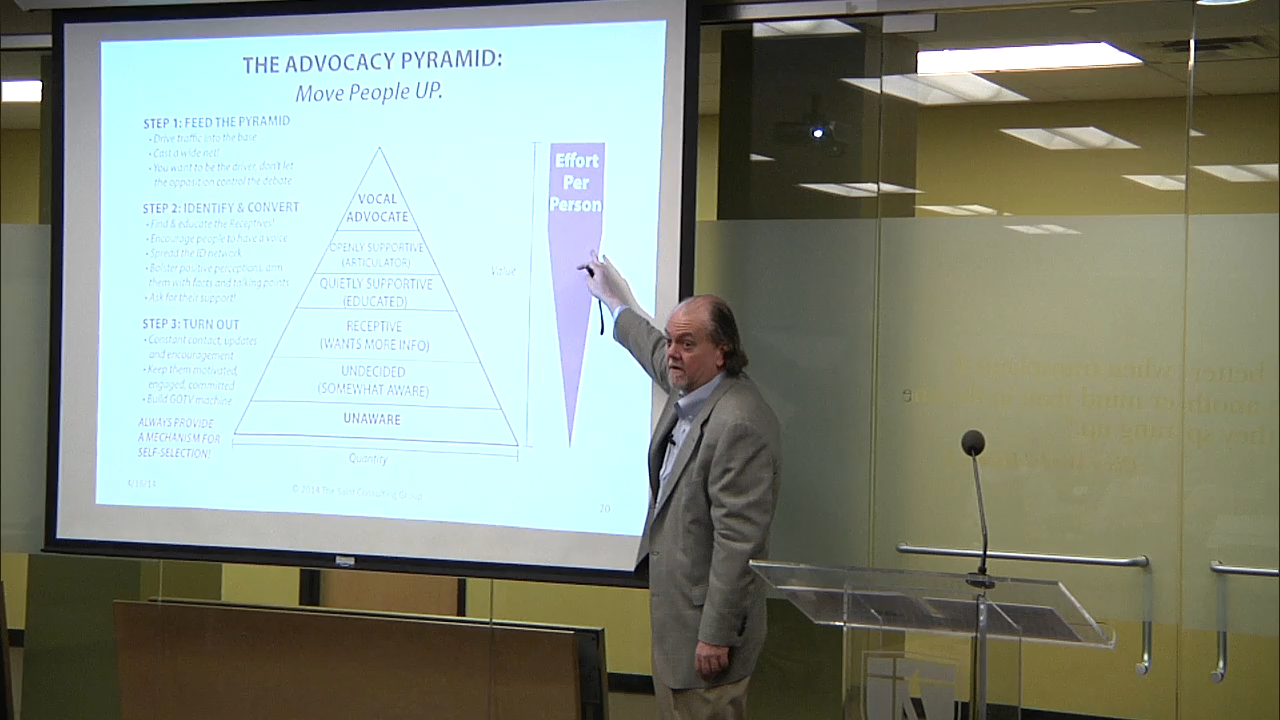 THE ADVOCACY PYRAMID:
Move People UP.
STEP 1: FEED THE PYRAMID
• Drive traffic into the base
• Cast a wide net!
• You want to be the driver, don't let
the opposition control the debate
STEP 2: IDENTIFY & CONVERT
• Find & educate the Receptives!
• Encourage people to have a voice
• Spread the ID network
• Bolster positive perceptions, arm
them with facts and talking points
• Ask for their support!
STEP 3: TURN OUT
• Constant contact, updates
and encouragement
• Keep them motivated,
engaged, committed
• Build GOTV machine
ALWAYS PROVIDE
A MECHANISM FOR
SELF-SELECTION!
VOCAL
ADVOCATE
OPENLY SUPPORTIVE
(ARTICULATOR)
QUIETLY SUPPORTIVE
(EDUCATED)
RECEPTIVE
(WANTS MORE INFO)
UNDECIDED
(SOMEWHAT AWARE)
UNAWARE
Quantity
Value
Effort
Per
Person
© 2014 The Saint Consulting Group
20